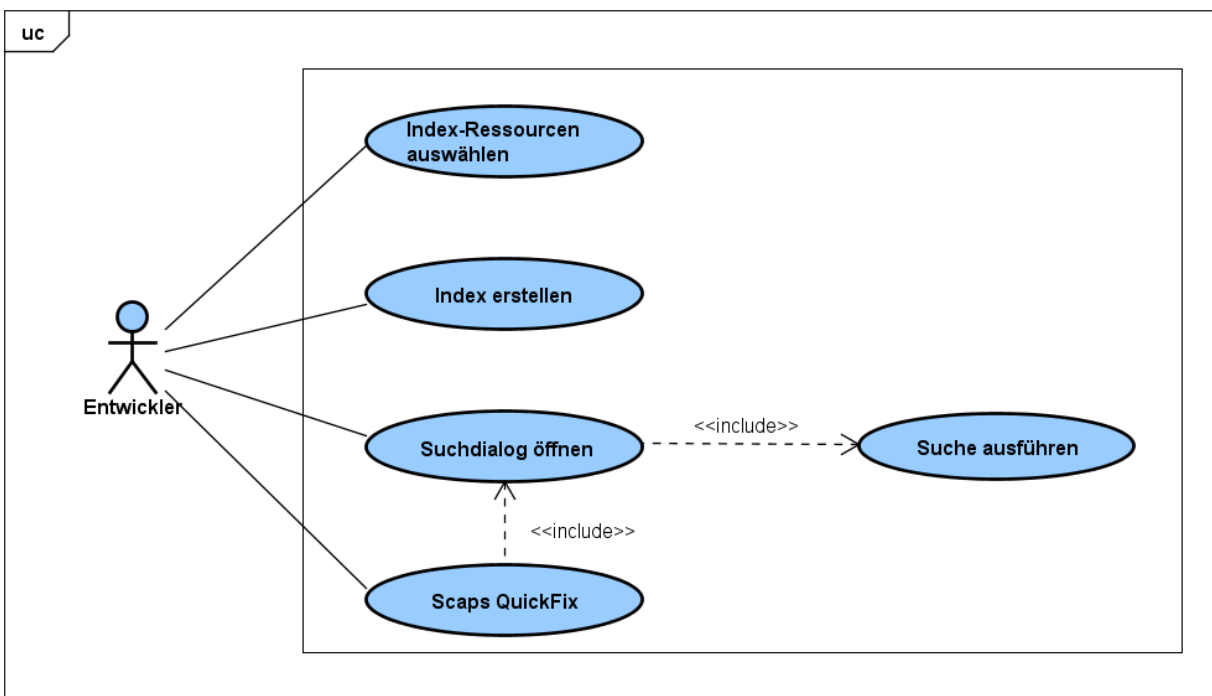 uc
Index-Ressourcen
auswählen
Index erstellen
Entwickler
Suchdialog öffnen
<<include>>
Suche ausführen
<<include>>
Scaps QuickFix